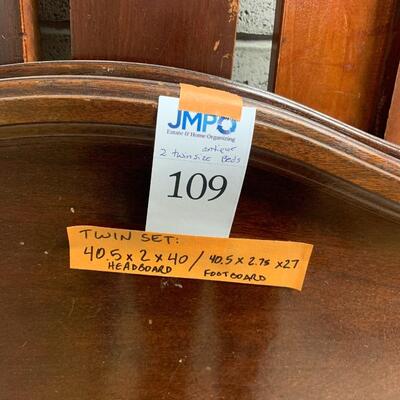 JMPO
Estate & Home Organizing
antique
2 twin size Beds
109
TWIN SET:
40.5 x 2 x 40 / 40.5 x 2.75 x 27
HEADBOARD FOOTBOARD